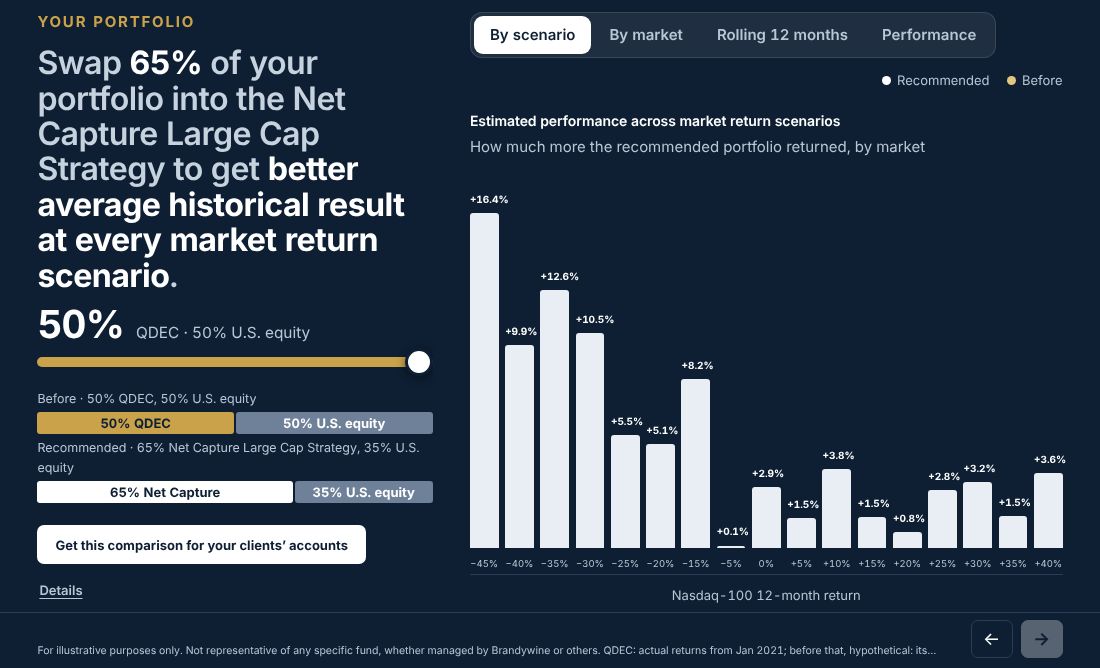 YOUR PORTFOLIO
Swap 65% of your
portfolio into the Net
Capture Large Cap
Strategy to get better
average historical result
at every market return
scenario.
50% QDEC · 50% U.S. equity
Before · 50% QDEC, 50% U.S. equity
50% QDEC 50% U.S. equity
Recommended · 65% Net Capture Large Cap Strategy, 35% U.S.
equity
65% Net Capture 35% U.S. equity
Get this comparison for your clients’ accounts
Details
By scenario By market Rolling 12 months Performance
Recommended Before
Estimated performance across market return scenarios
How much more the recommended portfolio returned, by market
+16.4% +9.9% +12.6% +10.5% +5.5% +5.1% +8.2% +0.1% +2.9% +1.5% +3.8% +1.5% +0.8% +2.8% +3.2% +1.5% +3.6%
−45% −40% −35% −30% −25% −20% −15% −5% 0% +5% +10% +15% +20% +25% +30% +35% +40%
Nasdaq-100 12-month return
For illustrative purposes only. Not representative of any specific fund, whether managed by Brandywine or others. QDEC: actual returns from Jan 2021; before that, hypothetical: its…